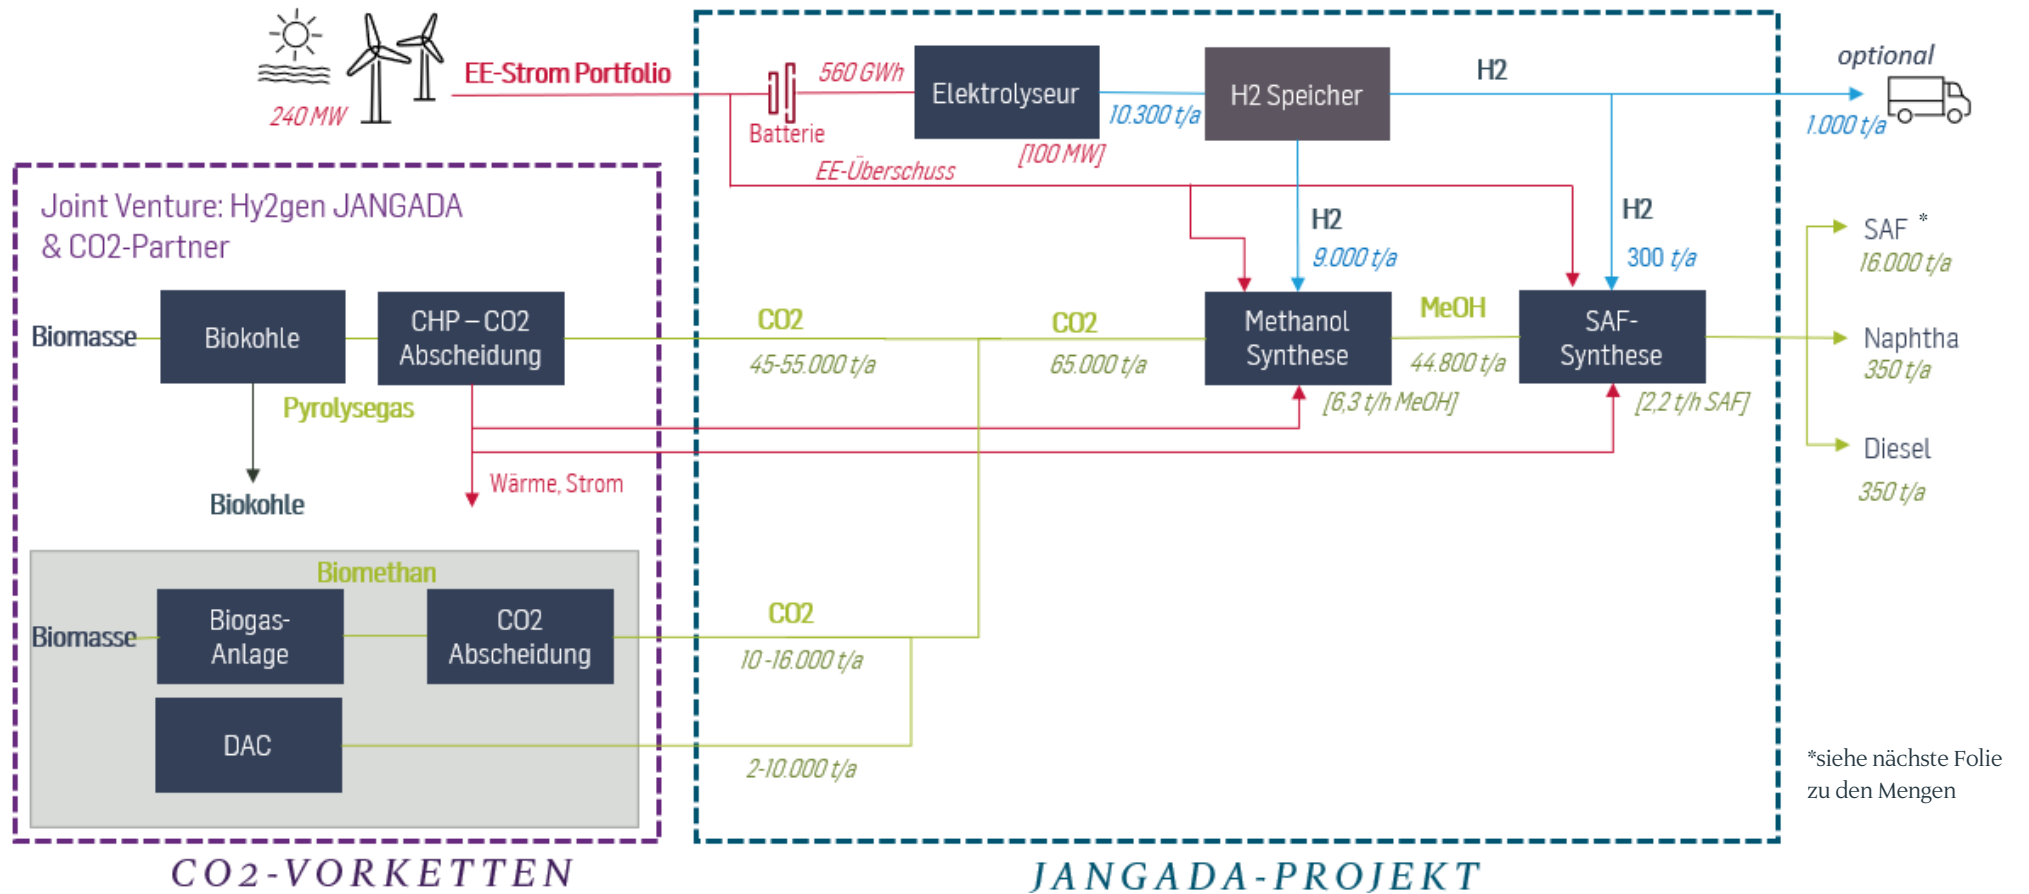 optional
EE-Strom Portfolio
240 MW
Batterie
560 GWh
Elektrolyseur
[100 MW]
10.300 t/a
H2 Speicher
H2
1.000 t/a
EE-Überschuss
H2
9.000 t/a
H2
300 t/a
Joint Venture: Hy2gen JANGADA
& CO2-Partner
Biomasse
Biokohle
CHP – CO2
Abscheidung
Pyrolysegas
Biokohle
Wärme, Strom
CO2
45-55.000 t/a
CO2
65.000 t/a
Methanol
Synthese
[6,3 t/h MeOH]
MeOH
44.800 t/a
SAF-
Synthese
[2,2 t/h SAF]
SAF *
16.000 t/a
Naphtha
350 t/a
Diesel
350 t/a
Biomethan
Biomasse
Biogas-
Anlage
CO2
Abscheidung
CO2
10 -16.000 t/a
DAC
2-10.000 t/a
*siehe nächste Folie
zu den Mengen
CO2-VORKETTEN
JANGADA-PROJEKT